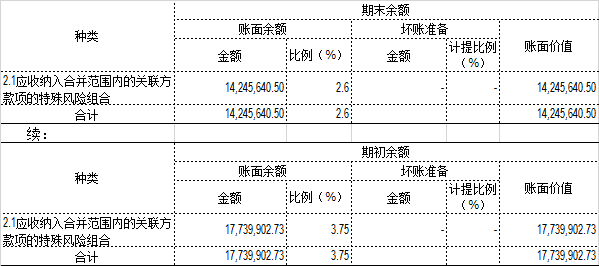 种类 期末余额
账面余额 坏账准备 账面价值
金额 比例（%） 金额 计提比例（%）
2.1应收纳入合并范围内的关联方款项的特殊风险组合 14,245,640.50 2.6 - - 14,245,640.50
合计 14,245,640.50 2.6 14,245,640.50
续：
种类 期初余额
账面余额 坏账准备 账面价值
金额 比例（%） 金额 计提比例（%）
2.1应收纳入合并范围内的关联方款项的特殊风险组合 17,739,902.73 3.75 - - 17,739,902.73
合计 17,739,902.73 3.75 17,739,902.73